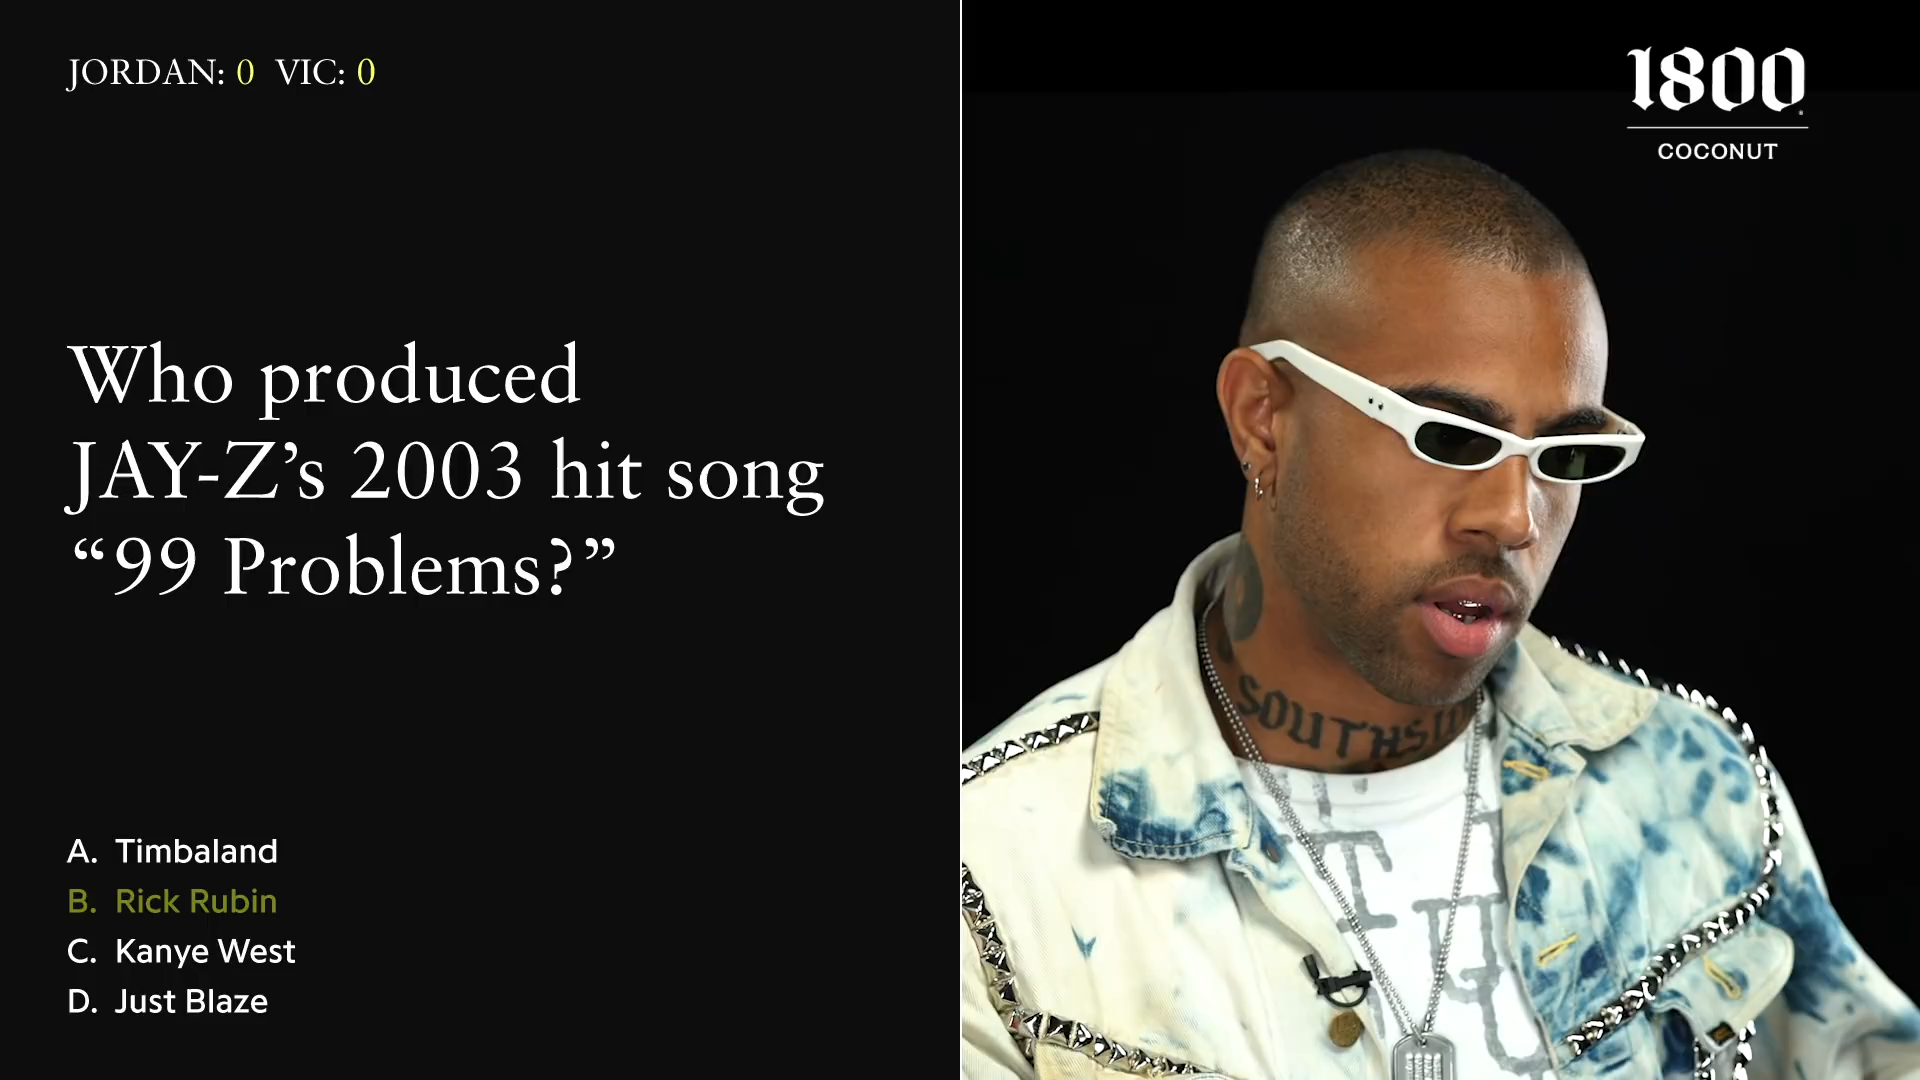 JORDAN: 0 VIC: 0
1800
COCONUT
Who produced
JAY-Z’s 2003 hit song
“99 Problems?”
A. Timbaland
B. Rick Rubin
C. Kanye West
D. Just Blaze